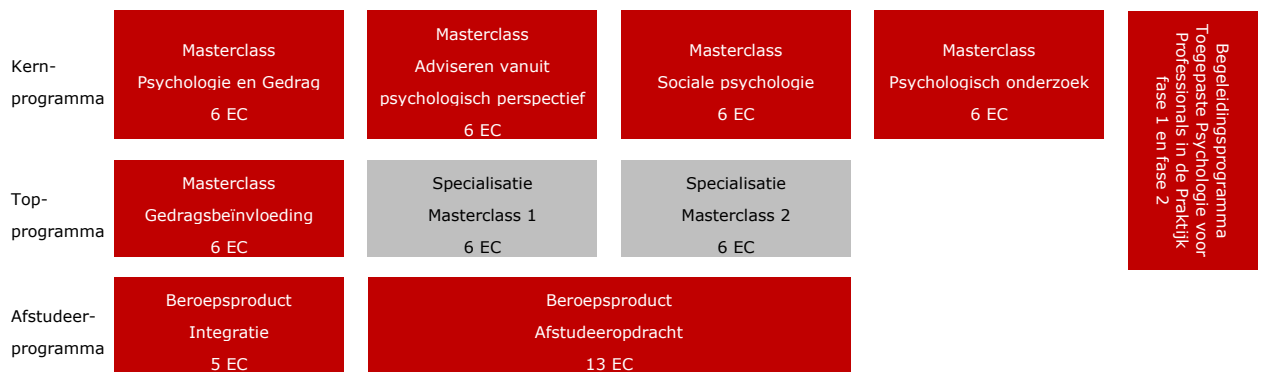 Kern-
programma
Masterclass
Psychologie en Gedrag
6 EC
Masterclass
Adviseren vanuit
psychologisch perspectief
6 EC
Masterclass
Sociale psychologie
6 EC
Masterclass
Psychologisch onderzoek
6 EC
Begeleidingsprogramma
Toegepaste Psychologie voor
Professionals in de Praktijk
fase 1 en fase 2
Top-
programma
Masterclass
Gedragsbeïnvloeding
6 EC
Specialisatie
Masterclass 1
6 EC
Specialisatie
Masterclass 2
6 EC
Afstudeer-
programma
Beroepsproduct
Integratie
5 EC
Beroepsproduct
Afstudeeropdracht
13 EC